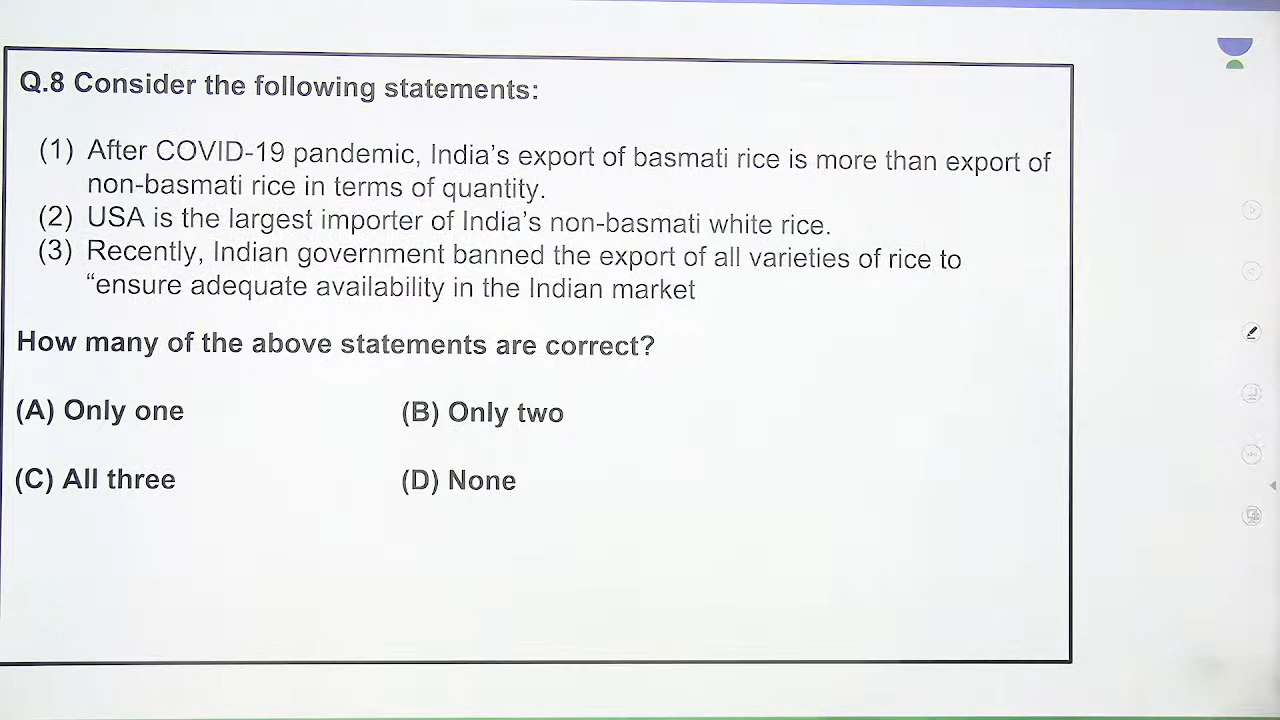 Q.8 Consider the following statements:
(1) After COVID-19 pandemic, India's export of basmati rice is more than export of
non-basmati rice in terms of quantity.
(2) USA is the largest importer of India's non-basmati white rice.
(3) Recently, Indian government banned the export of all varieties of rice to
“ensure adequate availability in the Indian market
How many of the above statements are correct?
(A) Only one (B) Only two
(C) All three (D) None